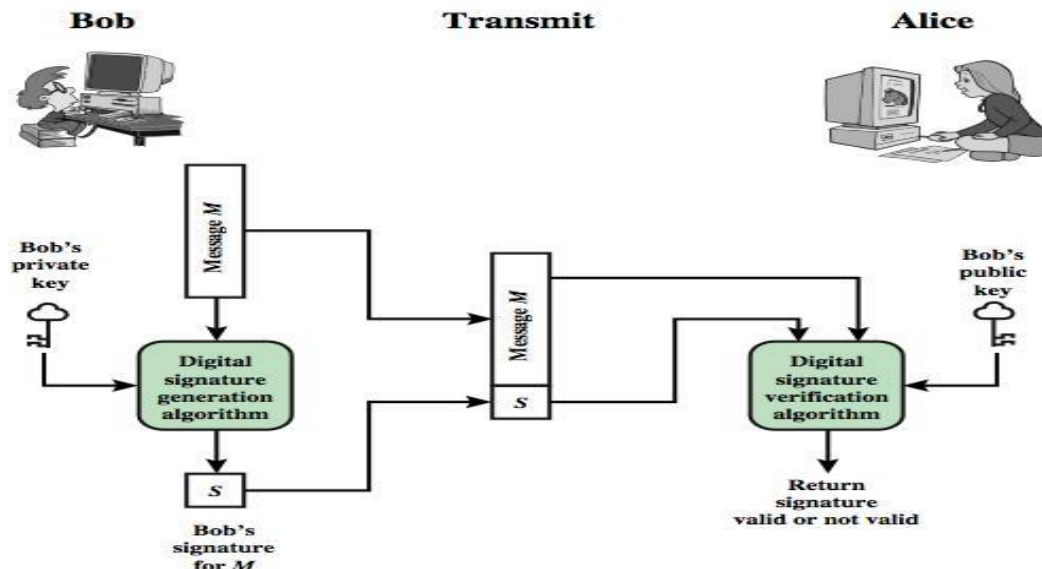 Bob
Transmit
Alice
Message M
Bob's
private
key
Message M
Bob's
public
key
Digital
signature
generation
algorithm
S
Digital
signature
verification
algorithm
S
Bob's
signature
for M
Return
signature
valid or not valid